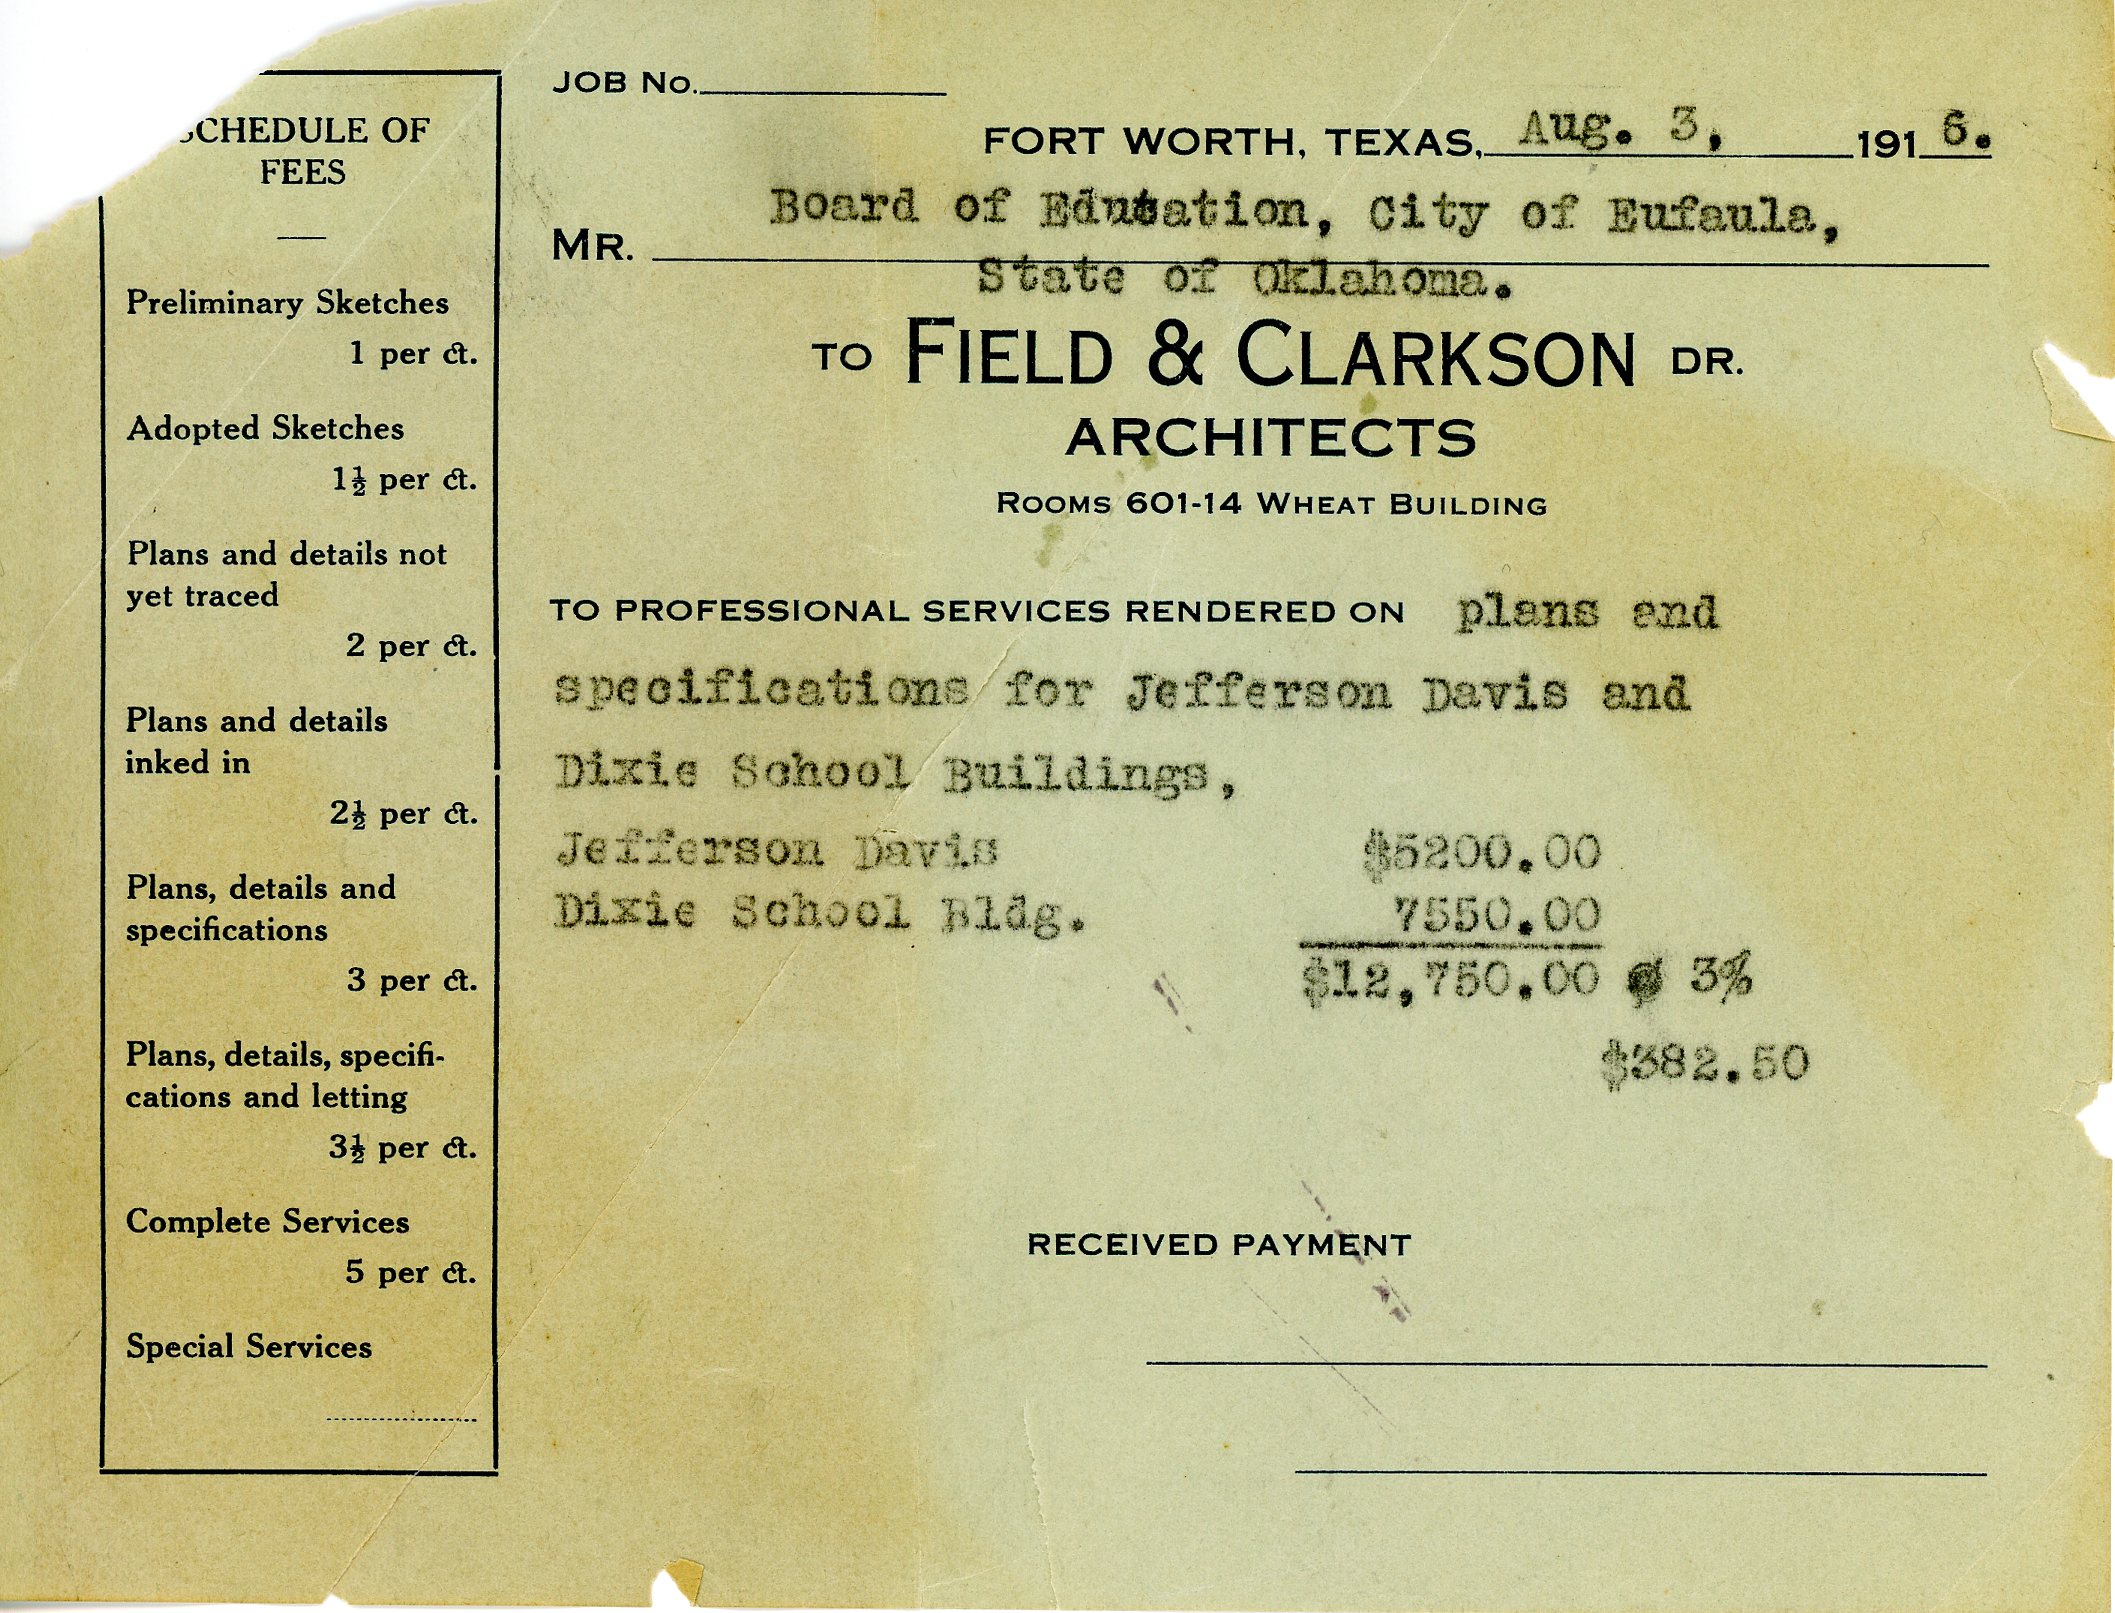 SCHEDULE OF
FEES
Preliminary Sketches
1 per ct.
Adopted Sketches
1½ per ct.
Plans and details not
yet traced
2 per ct.
Plans and details
inked in
2½ per ct.
Plans, details and
specifications
3 per ct.
Plans, details, specifi-
cations and letting
3½ per ct.
Complete Services
5 per ct.
Special Services
JOB No.
FORT WORTH, TEXAS, Aug. 3, 1916.
Board of Education, City of Eufaula,
MR.
State of Oklahoma.
TO FIELD & CLARKSON DR.
ARCHITECTS
ROOMS 601-14 WHEAT BUILDING
TO PROFESSIONAL SERVICES RENDERED ON plans and
specifications for Jefferson Davis and
Dixie School Buildings,
Jefferson Davis $5200.00
Dixie School Bldg. 7550.00
$12,750.00 @ 3%
$382.50
RECEIVED PAYMENT